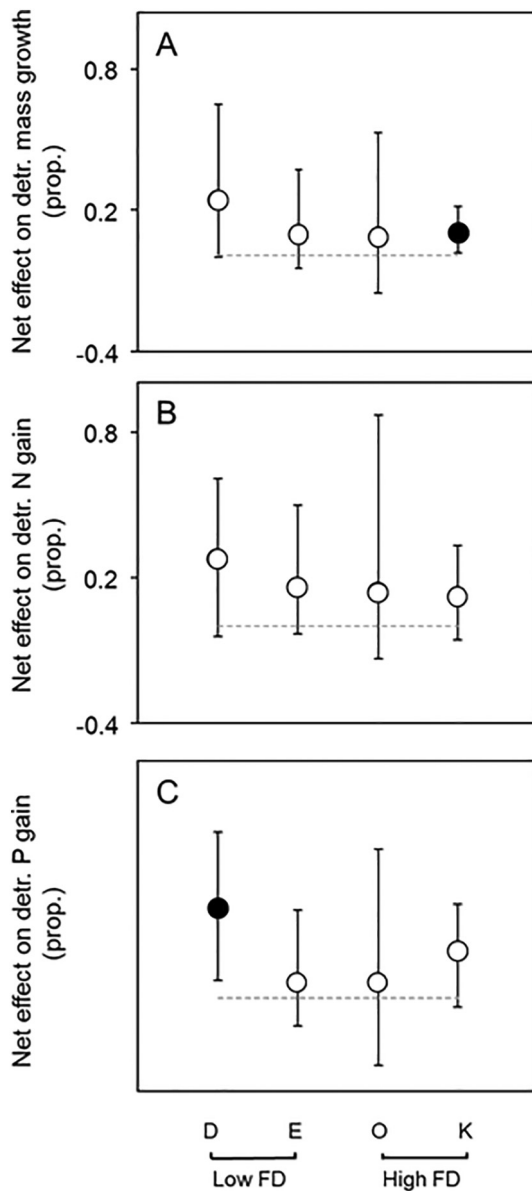 A
Net effect on detr. mass growth
(prop.)
0.8
0.2
-0.4
B
Net effect on detr. N gain
(prop.)
0.8
0.2
-0.4
C
Net effect on detr. P gain
(prop.)
D E O K
Low FD High FD